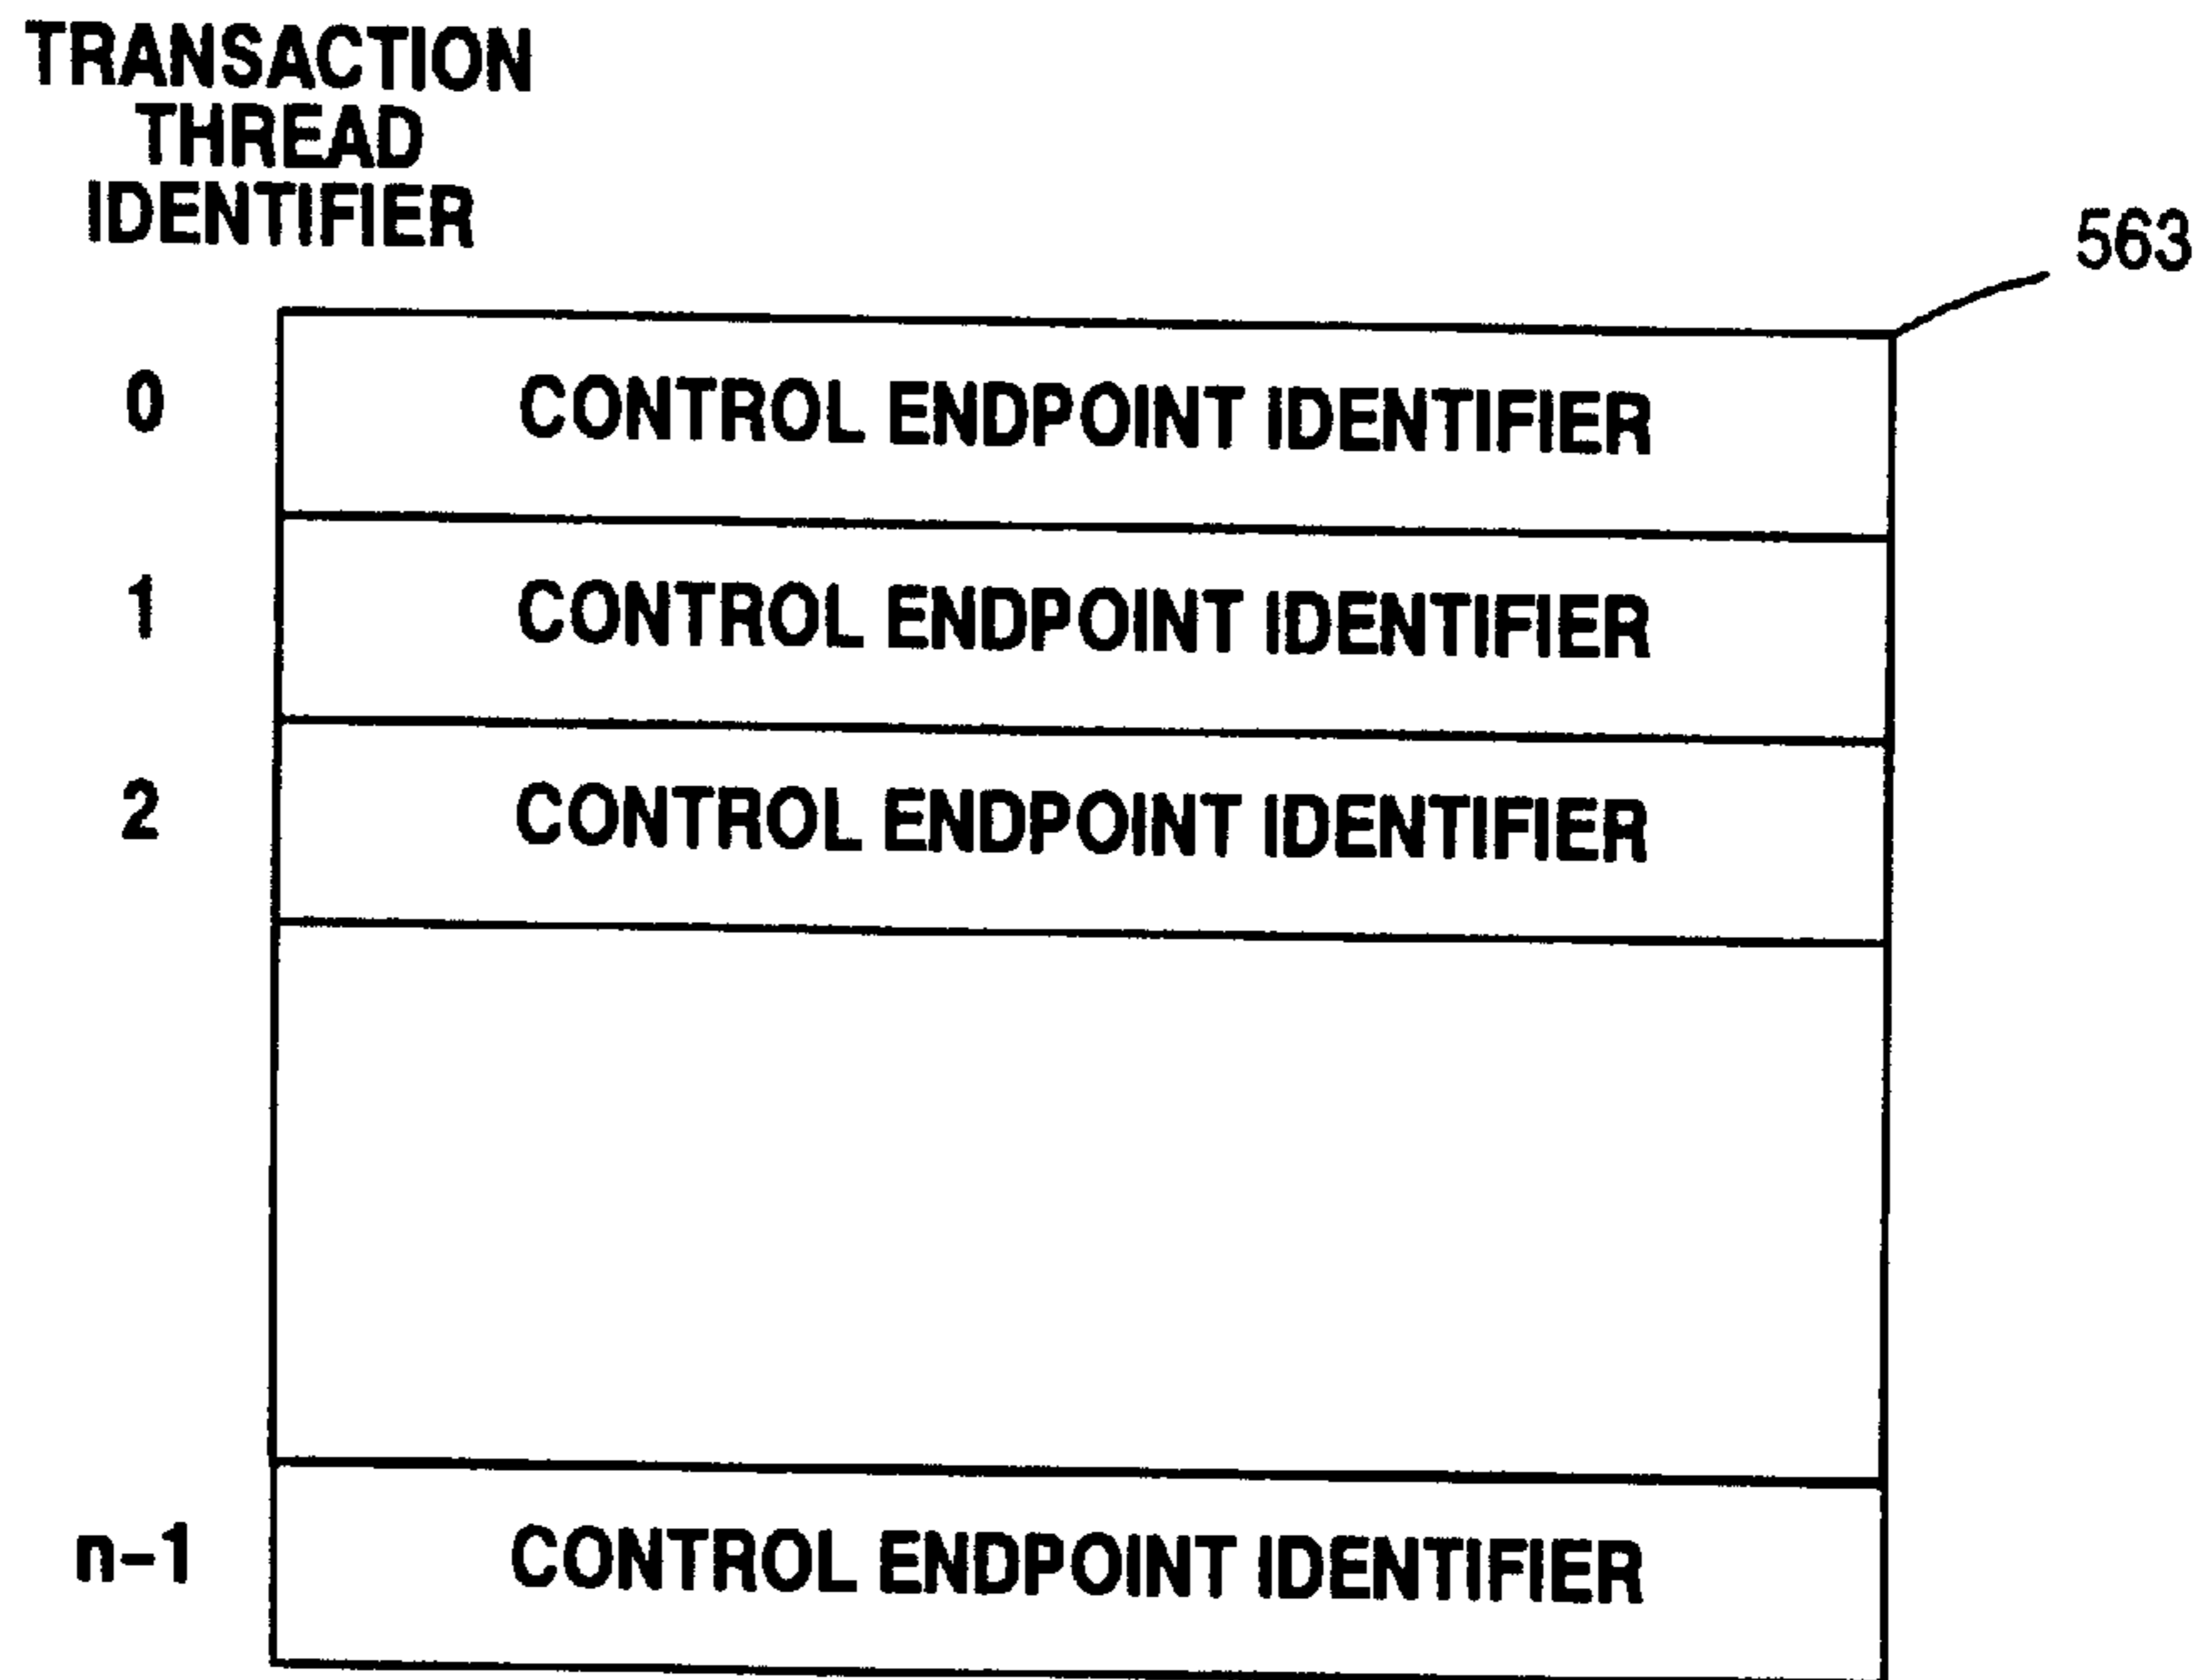 TRANSACTION
THREAD
IDENTIFIER
563
0 CONTROL ENDPOINT IDENTIFIER
1 CONTROL ENDPOINT IDENTIFIER
2 CONTROL ENDPOINT IDENTIFIER
n-1 CONTROL ENDPOINT IDENTIFIER